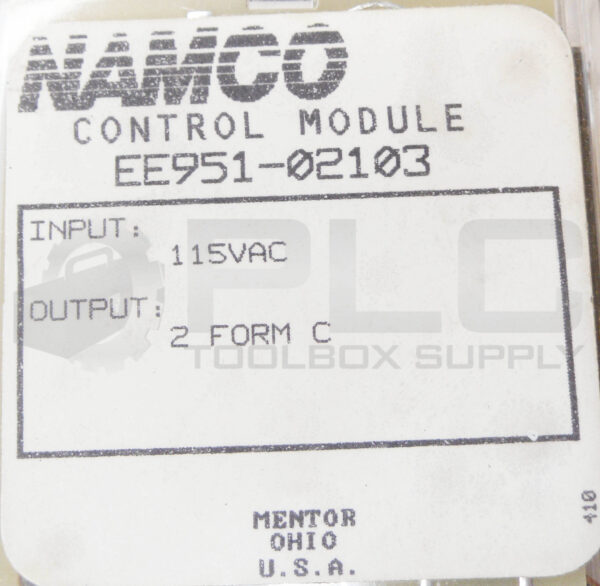 NAMCO
CONTROL MODULE
EE951-02103
INPUT:
115VAC
OUTPUT:
2 FORM C
PLC
TOOLBOX SUPPLY
MENTOR
OHIO
U.S.A.
410